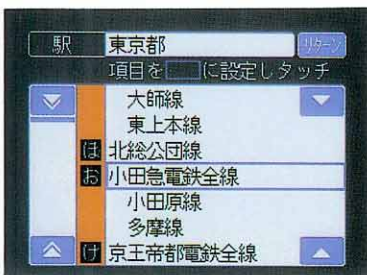 駅 東京都 リターン
項目を に設定しタッチ
大師線
東上本線
ほ 北総公団線
お 小田急電鉄全線
小田原線
多摩線
け 京王帝都電鉄全線